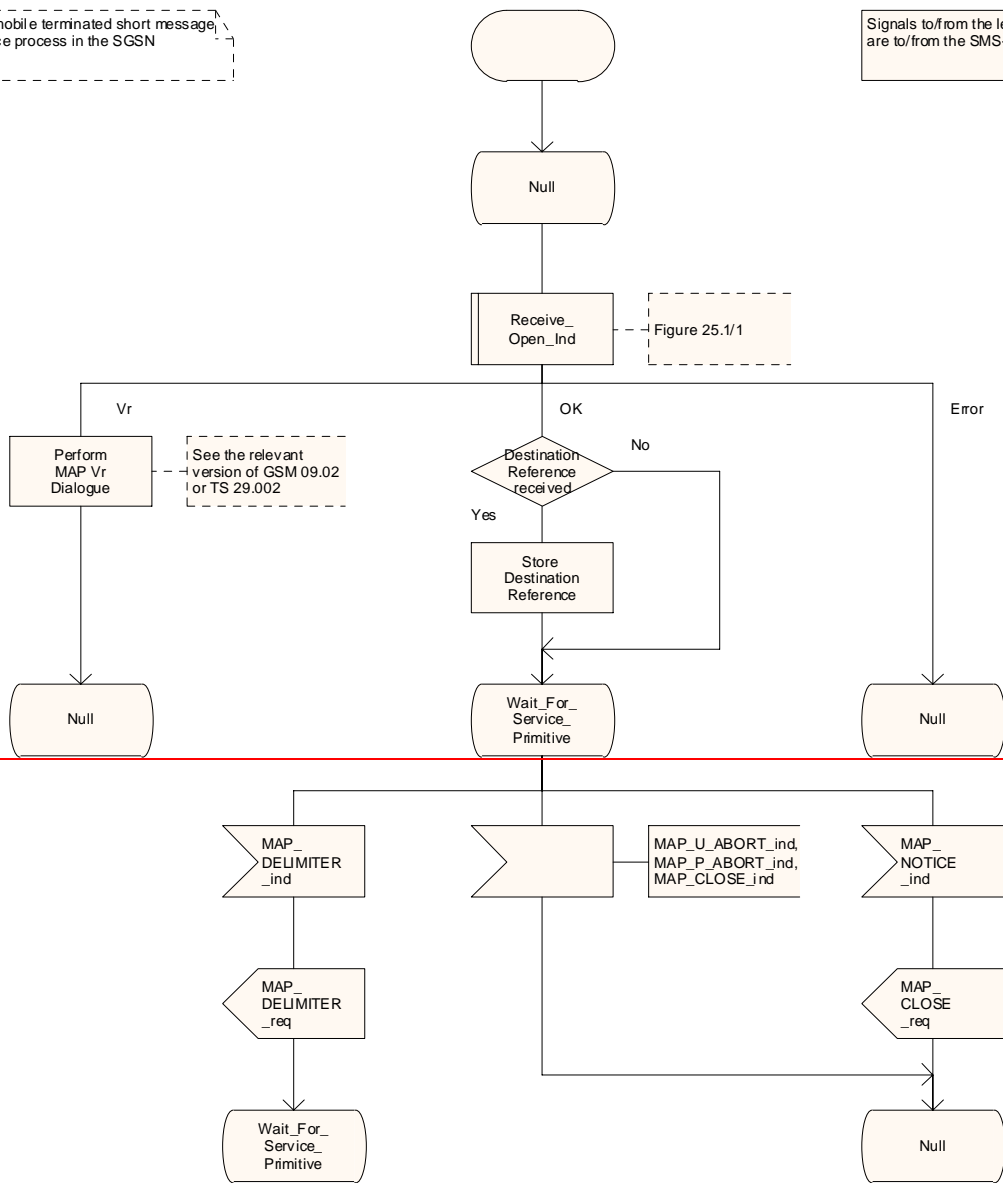 mobile terminated short message
process in the SGSN
Signals to/from the
are to/from the
Null
Receive_
Open_Ind
Figure 25.1/1
Vr
OK
Error
No
Perform
MAP Vr
Dialogue
See the relevant
version of GSM 09.02
or TS 29.002
Destination
Reference
received
Yes
Store
Destination
Reference
Null
Wait_For_
Service_
Primitive
Null
MAP_
DELIMITER
_ind
MAP_U_ABORT_ind,
MAP_P_ABORT_ind,
MAP_CLOSE_ind
MAP_
NOTICE
_ind
MAP_
DELIMITER
_req
MAP_
CLOSE
_req
Wait_For_
Service_
Primitive
Null